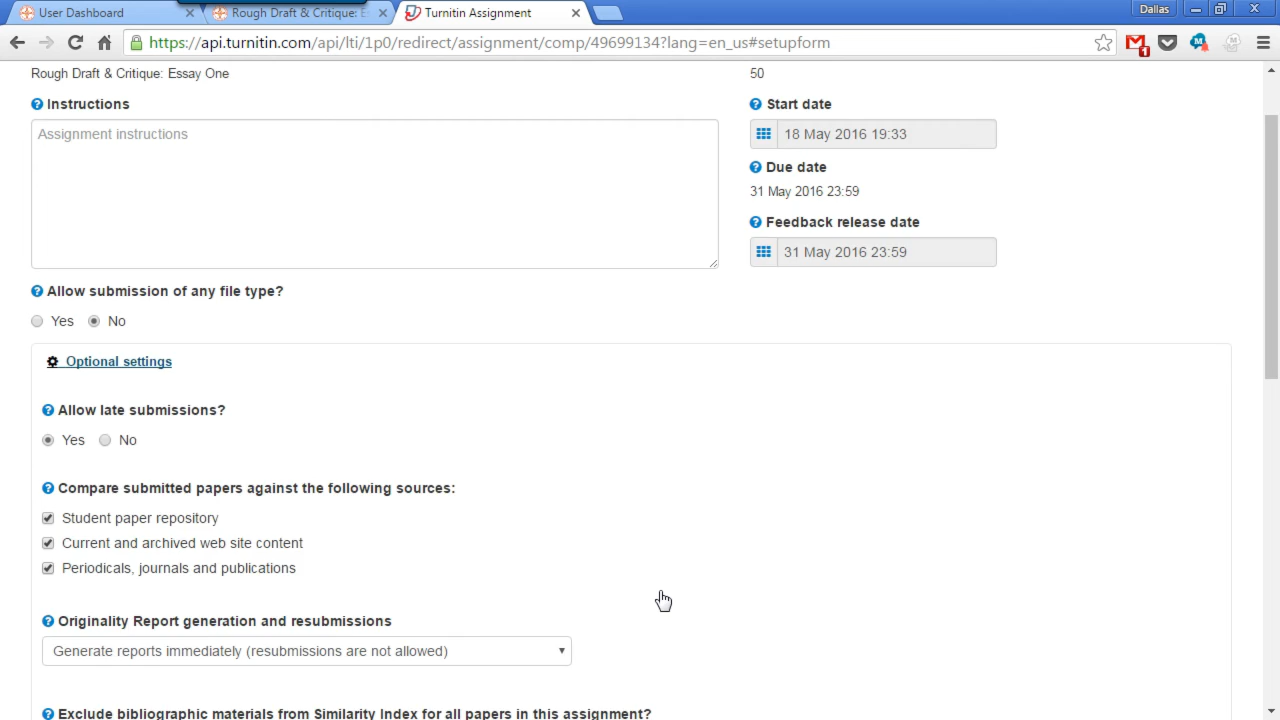 User Dashboard
Rough Draft & Critique: E
Turnitin Assignment
Dallas
https://api.turnitin.com/api/lti/1p0/redirect/assignment/comp/49699134?lang=en_us#setupform
1
Rough Draft & Critique: Essay One
50
Instructions
Start date
Assignment instructions
18 May 2016 19:33
Due date
31 May 2016 23:59
Feedback release date
31 May 2016 23:59
Allow submission of any file type?
Yes No
Optional settings
Allow late submissions?
Yes No
Compare submitted papers against the following sources:
Student paper repository
Current and archived web site content
Periodicals, journals and publications
Originality Report generation and resubmissions
Generate reports immediately (resubmissions are not allowed)
Exclude bibliographic materials from Similarity Index for all papers in this assignment?